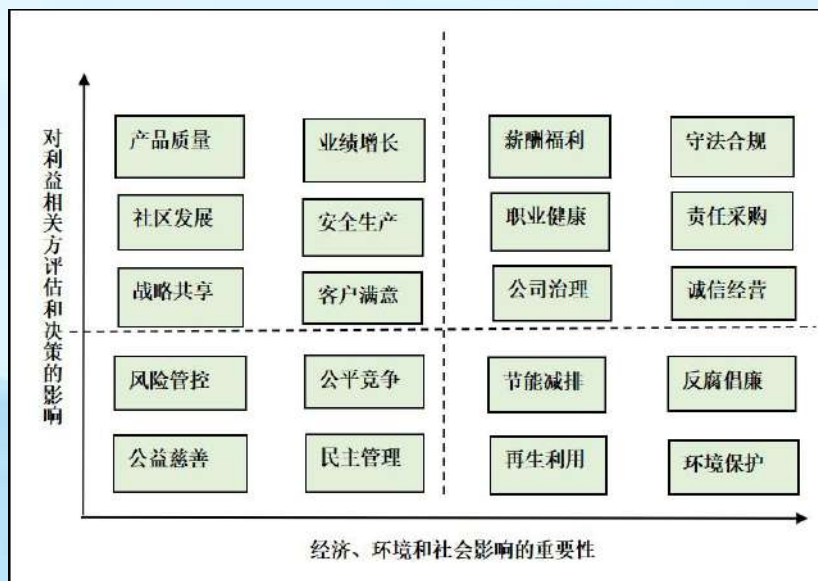 对利益相关方评估和决策的影响
产品质量
业绩增长
薪酬福利
守法合规
社区发展
安全生产
职业健康
责任采购
战略共享
客户满意
公司治理
诚信经营
风险管控
公平竞争
节能减排
反腐倡廉
公益慈善
民主管理
再生利用
环境保护
经济、环境和社会影响的重要性